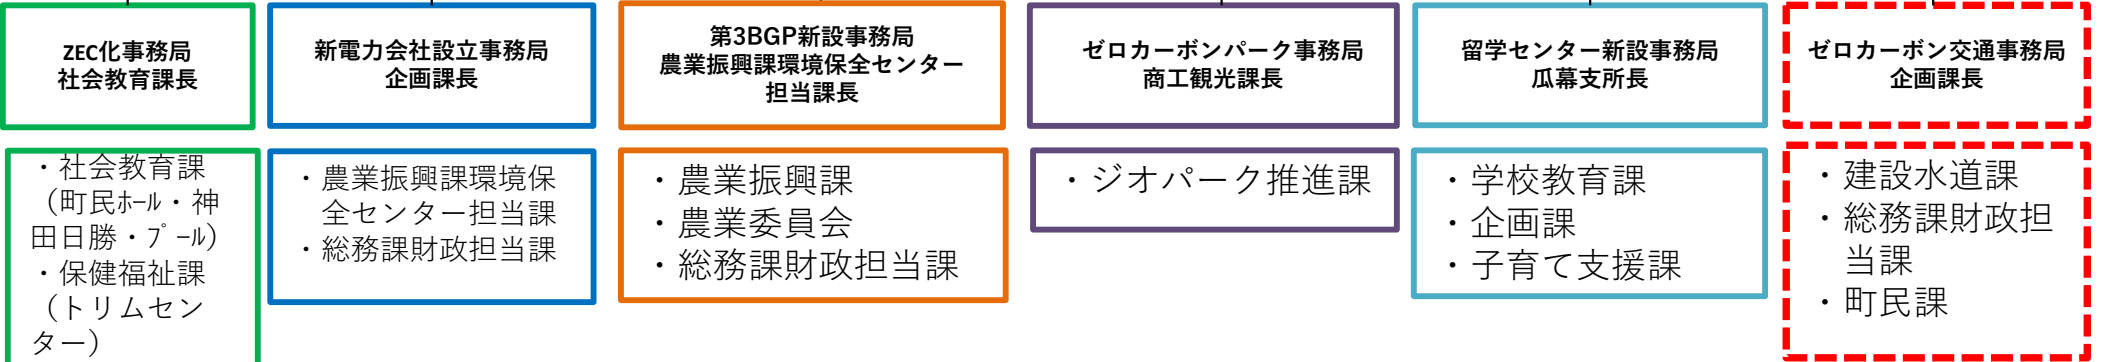 ZEC化事務局
社会教育課長
新電力会社設立事務局
企画課長
第3BGP新設事務局
農業振興課環境保全センター
担当課長
ゼロカーボンパーク事務局
商工観光課長
留学センター新設事務局
瓜幕支所長
ゼロカーボン交通事務局
企画課長
・社会教育課
（町民ﾎｰﾙ・神
田日勝・ﾌﾟｰﾙ）
・保健福祉課
（トリムセン
ター）
・農業振興課環境保
全センター担当課
・総務課財政担当課
・農業振興課
・農業委員会
・総務課財政担当課
・ジオパーク推進課
・学校教育課
・企画課
・子育て支援課
・建設水道課
・総務課財政担
当課
・町民課